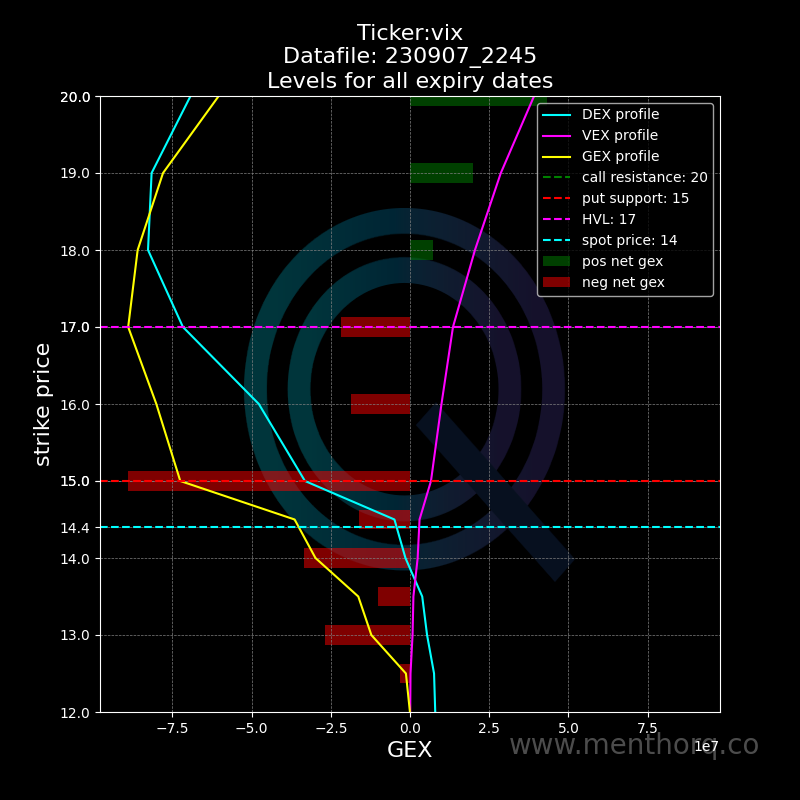 Ticker:vix
Datafile: 230907_2245
Levels for all expiry dates
DEX profile
VEX profile
GEX profile
call resistance: 20
put support: 15
HVL: 17
spot price: 14
pos net gex
neg net gex
strike price
20.0
19.0
18.0
17.0
16.0
15.0
14.4
14.0
13.0
12.0
−7.5 −5.0 −2.5 0.0 2.5 5.0 7.5
GEX
1e7
www.menthorq.co